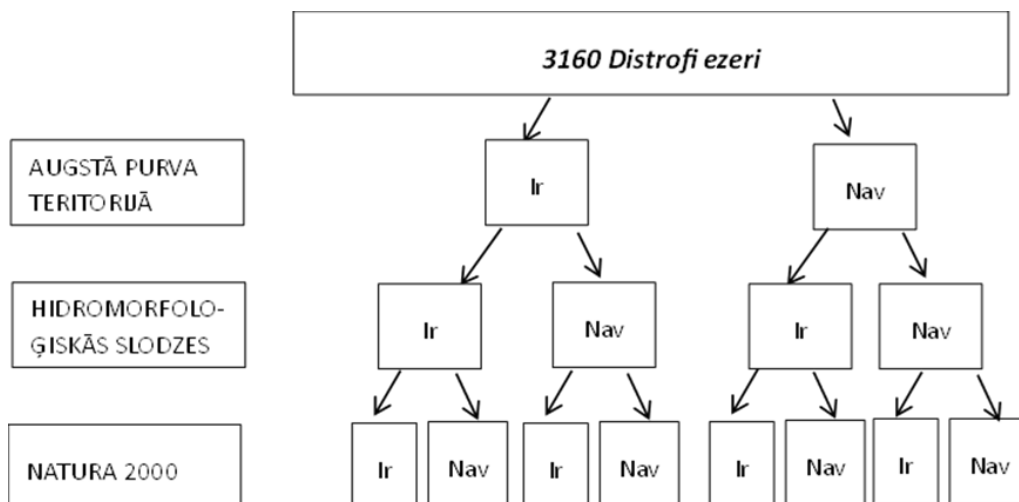 3160 Distrofi ezeri
AUGSTĀ PURVA
TERITORIJĀ
Ir
Nav
HIDROMORFOLO-
ĢISKĀS SLODZES
Ir
Nav
Ir
Nav
NATURA 2000
Ir
Nav
Ir
Nav
Ir
Nav
Ir
Nav